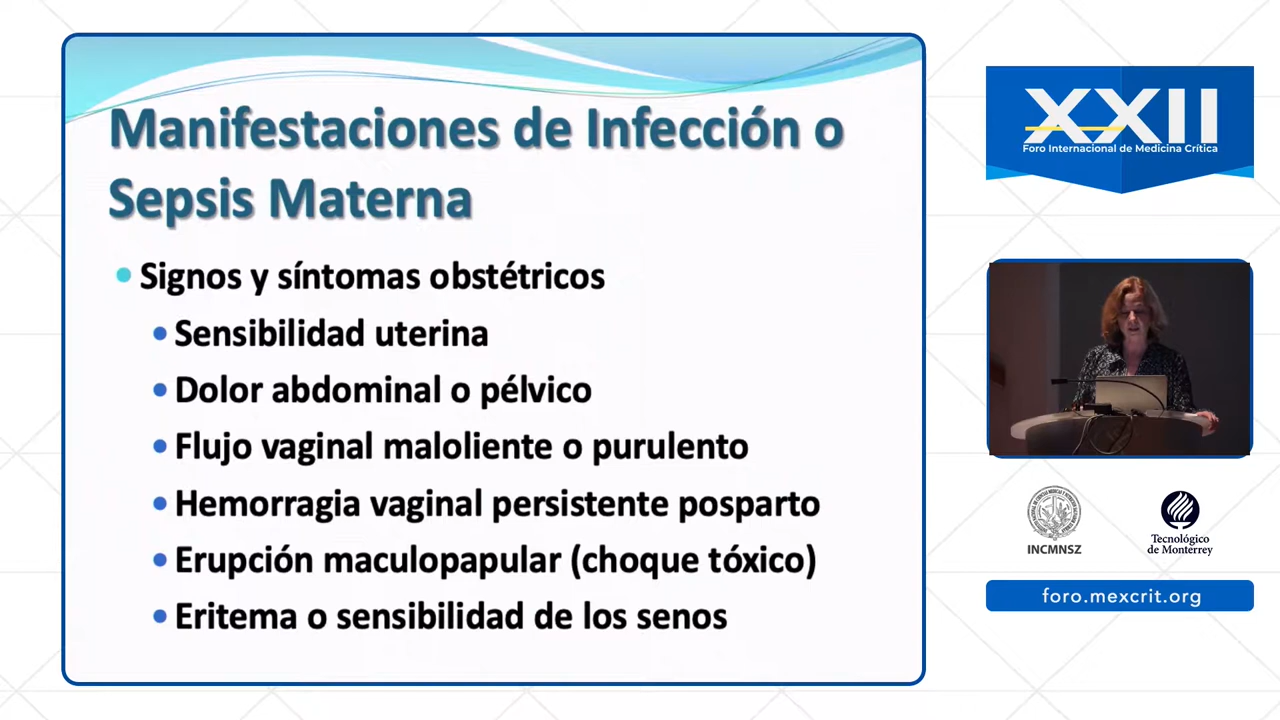 Manifestaciones de Infección o
Sepsis Materna
Signos y síntomas obstétricos
Sensibilidad uterina
Dolor abdominal o pélvico
Flujo vaginal maloliente o purulento
Hemorragia vaginal persistente posparto
Erupción maculopapular (choque tóxico)
Eritema o sensibilidad de los senos
XXII
Foro Internacional de Medicina Crítica
INCMNSZ
Tecnológico
de Monterrey
foro.mexcrit.org